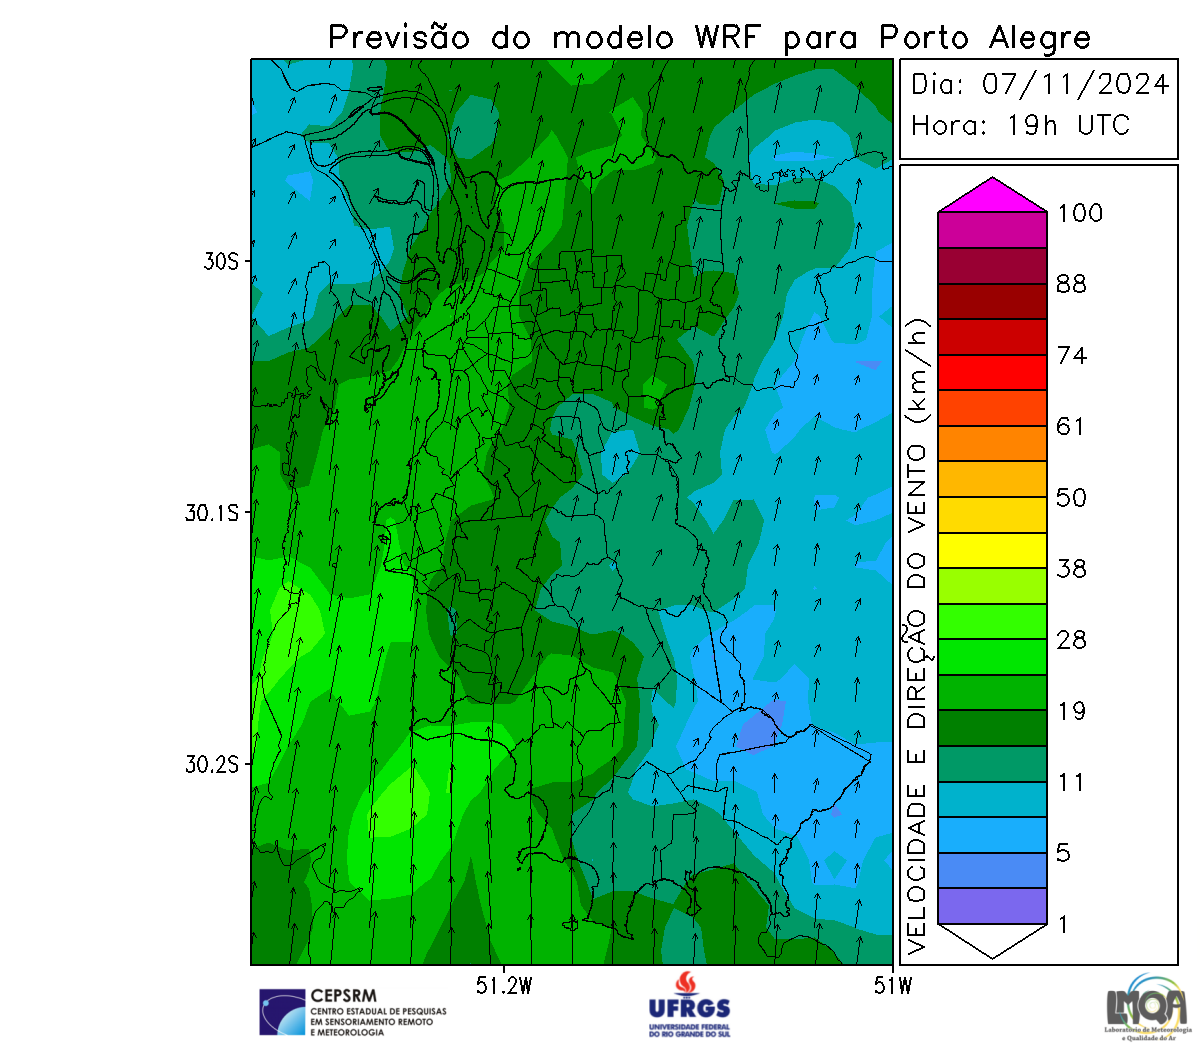 Previsão do modelo WRF para Porto Alegre
Dia: 07/11/2024
Hora: 19h UTC
30S
30.1S
30.2S
51.2W
51W
VELOCIDADE E DIREÇÃO DO VENTO (km/h)
100
88
74
61
50
38
28
19
11
5
1
CEPSRM
CENTRO ESTADUAL DE PESQUISAS
EM SENSORIAMENTO REMOTO
E METEOROLOGIA
UFRGS
UNIVERSIDADE FEDERAL
DO RIO GRANDE DO SUL
LMQA
Laboratório de Meteorologia
e Qualidade do Ar